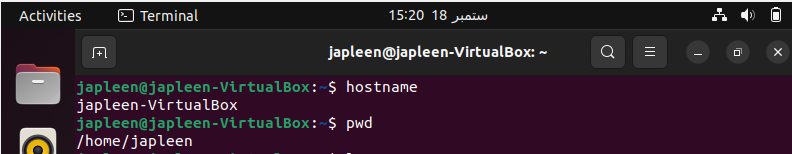 Activities Terminal 15:20 18 ستمبر
japleen@japleen-VirtualBox: ~
japleen@japleen-VirtualBox:~$ hostname
japleen-VirtualBox
japleen@japleen-VirtualBox:~$ pwd
/home/japleen